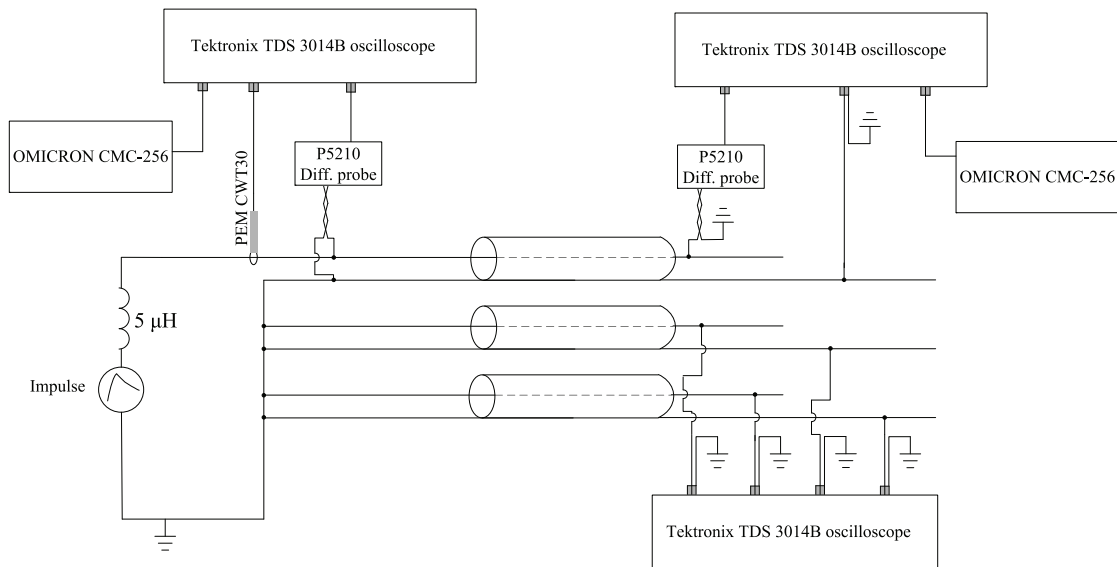 Tektronix TDS 3014B oscilloscope
Tektronix TDS 3014B oscilloscope
OMICRON CMC-256
PEM CWT30
P5210
Diff. probe
P5210
Diff. probe
OMICRON CMC-256
5 μH
Impulse
Tektronix TDS 3014B oscilloscope